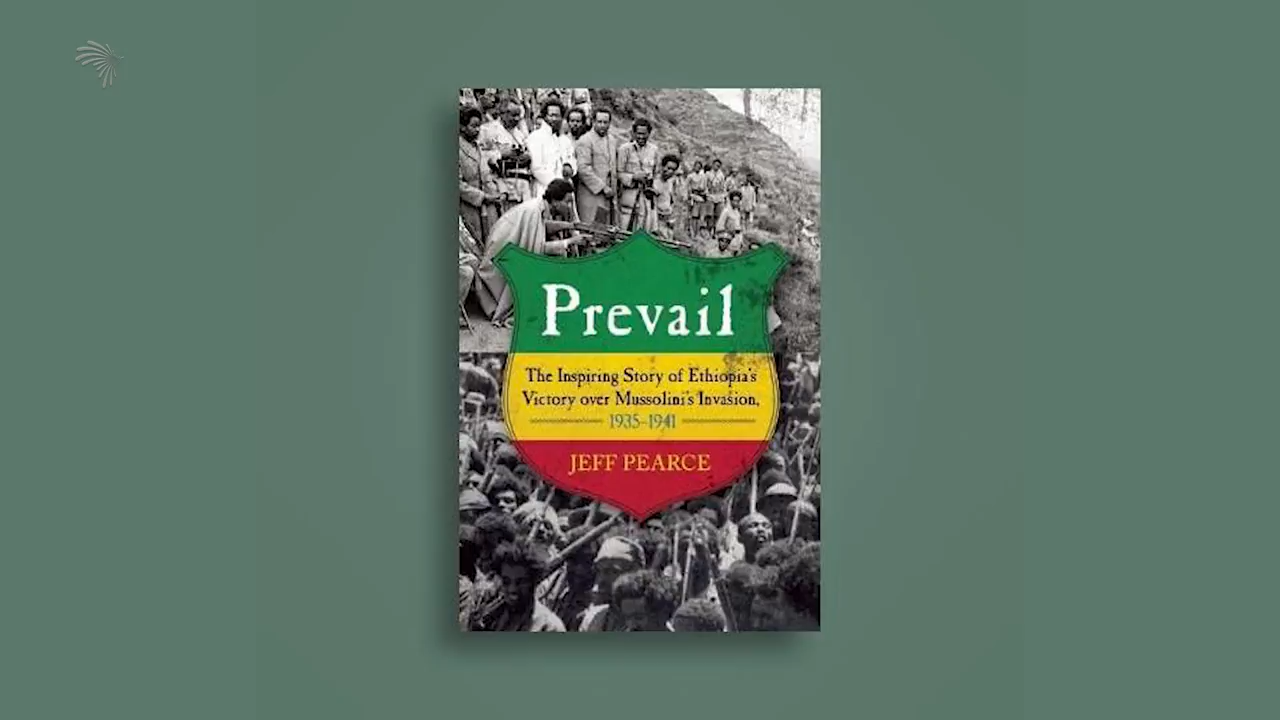 Prevail
The Inspiring Story of Ethiopia's
Victory over Mussolini's Invasion,
1935–1941
JEFF PEARCE